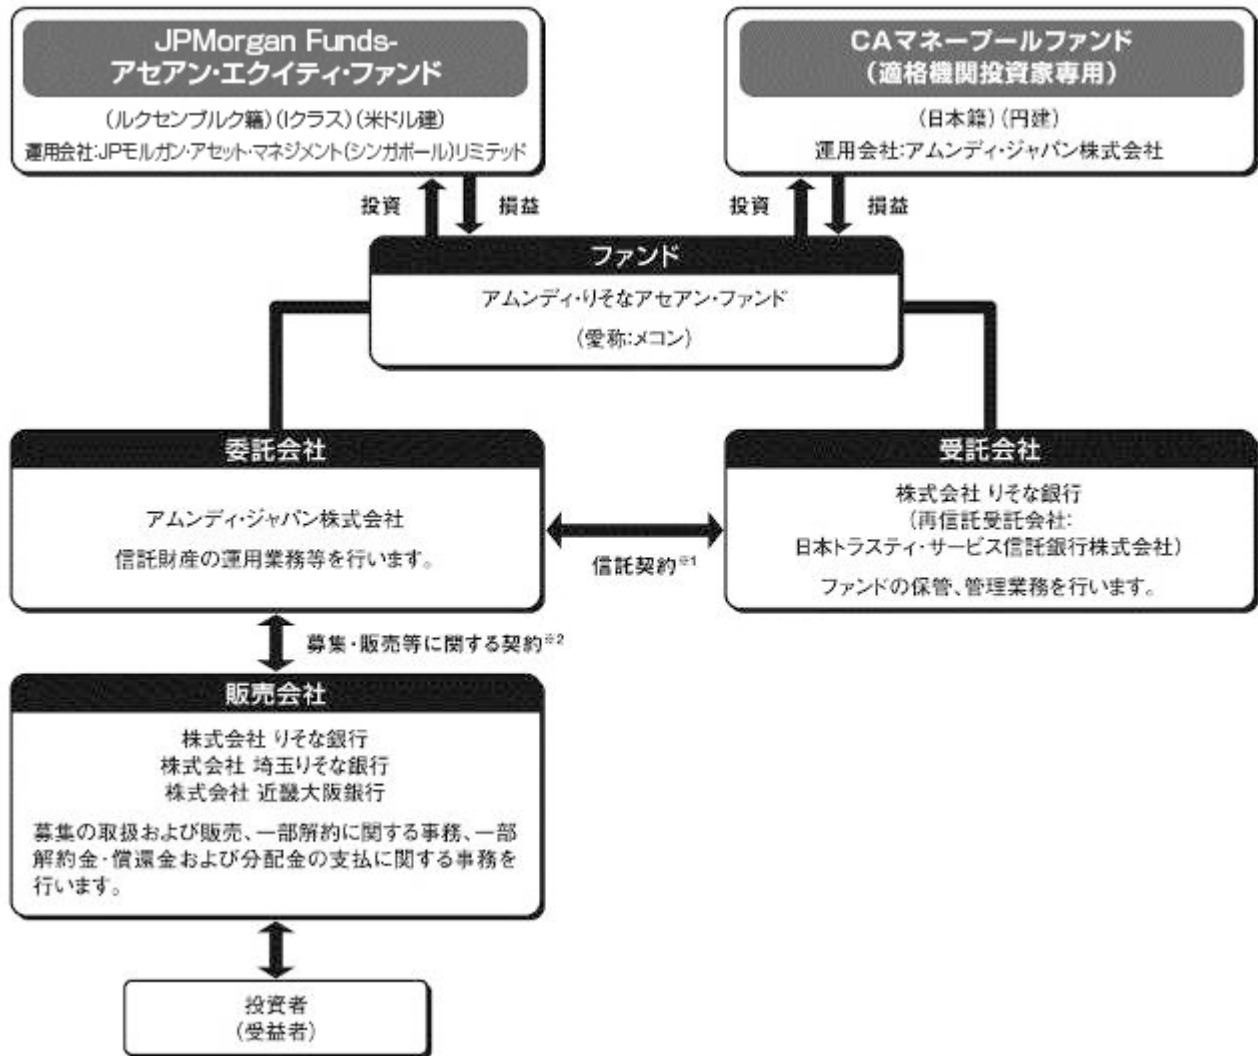 JPMorgan Funds-
アセアン・エクイティ・ファンド
(ルクセンブルク籍)(Iクラス)(米ドル建)
運用会社:JPモルガン・アセット・マネジメント(シンガポール)リミテッド
CAマネープールファンド
(適格機関投資家専用)
(日本籍)(円建)
運用会社:アムンディ・ジャパン株式会社
投資
損益
投資
損益
ファンド
アムンディ・りそなアセアン・ファンド
(愛称:メコン)
委託会社
アムンディ・ジャパン株式会社
信託財産の運用業務等を行います。
信託契約※1
受託会社
株式会社 りそな銀行
(再信託受託会社:
日本トラスティ・サービス信託銀行株式会社)
ファンドの保管、管理業務を行います。
募集・販売等に関する契約※2
販売会社
株式会社 りそな銀行
株式会社 埼玉りそな銀行
株式会社 近畿大阪銀行
募集の取扱および販売、一部解約に関する事務、一部
解約金・償還金および分配金の支払に関する事務を
行います。
投資者
(受益者)